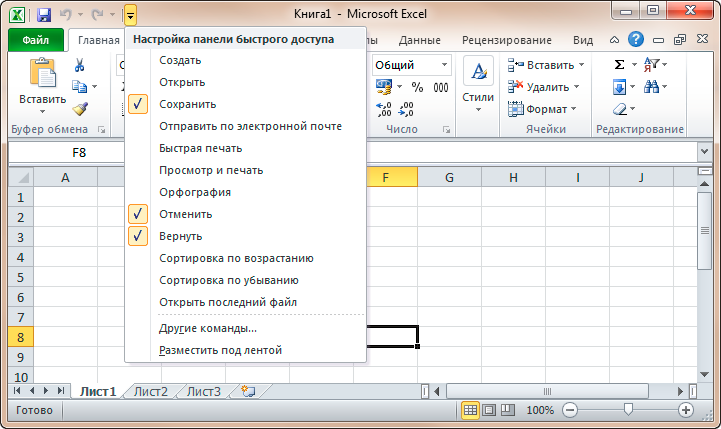 Книга1 - Microsoft Excel
Файл Главная лы Данные Рецензирование Вид
Настройка панели быстрого доступа
Создать
Открыть
Сохранить
Отправить по электронной почте
Быстрая печать
Просмотр и печать
Орфография
Отменить
Вернуть
Сортировка по возрастанию
Сортировка по убыванию
Открыть последний файл
Другие команды...
Разместить под лентой
Вставить
Буфер обмена
Общий
% 000
,00 ,0
Число
Стили
Вставить
Удалить
Формат
Ячейки
Σ
Редактирование
F8
A F G H I J
1
2
3
4
5
6
7
8
9
10
Лист1 Лист2 Лист3
Готово 100%